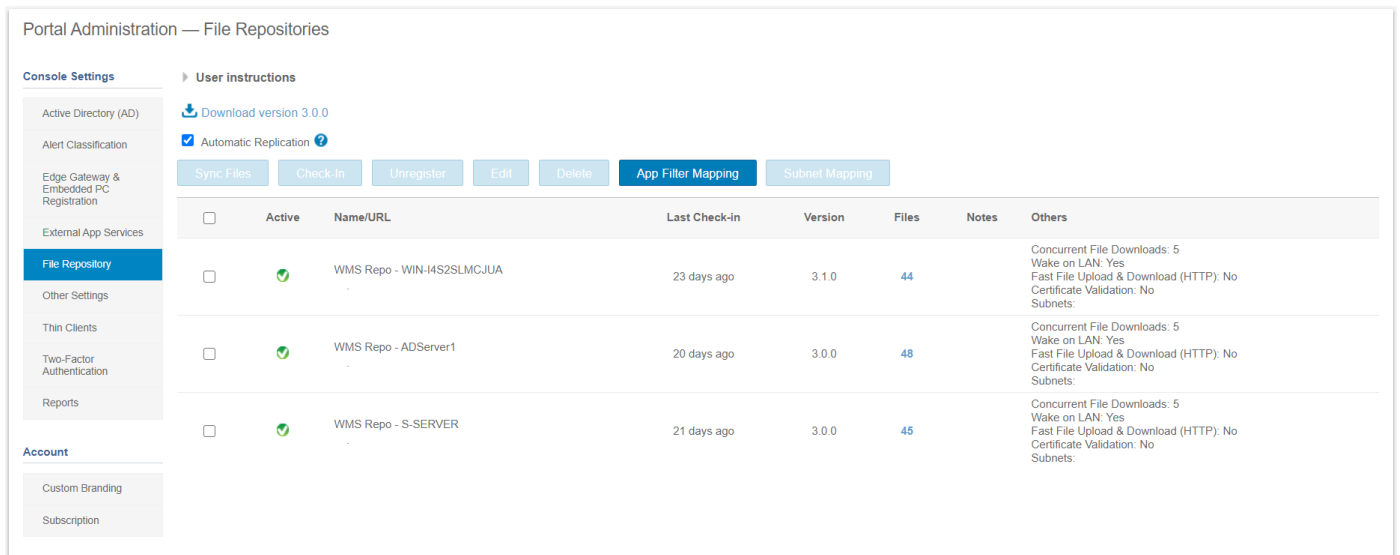 Portal Administration — File Repositories
Console Settings
Active Directory (AD)
Alert Classification
Edge Gateway &
Embedded PC
Registration
External App Services
File Repository
Other Settings
Thin Clients
Two-Factor
Authentication
Reports
Account
Custom Branding
Subscription
User instructions
Download version 3.0.0
Automatic Replication ?
Sync Files Check-In Unregister Edit Delete App Filter Mapping Subnet Mapping
Active Name/URL Last Check-in Version Files Notes Others
WMS Repo - WIN-I4S2SLMCJUA
-
23 days ago 3.1.0 44
Concurrent File Downloads: 5
Wake on LAN: Yes
Fast File Upload & Download (HTTP): No
Certificate Validation: No
Subnets:
WMS Repo - ADServer1
-
20 days ago 3.0.0 48
Concurrent File Downloads: 5
Wake on LAN: Yes
Fast File Upload & Download (HTTP): No
Certificate Validation: No
Subnets:
WMS Repo - S-SERVER
-
21 days ago 3.0.0 45
Concurrent File Downloads: 5
Wake on LAN: Yes
Fast File Upload & Download (HTTP): No
Certificate Validation: No
Subnets: